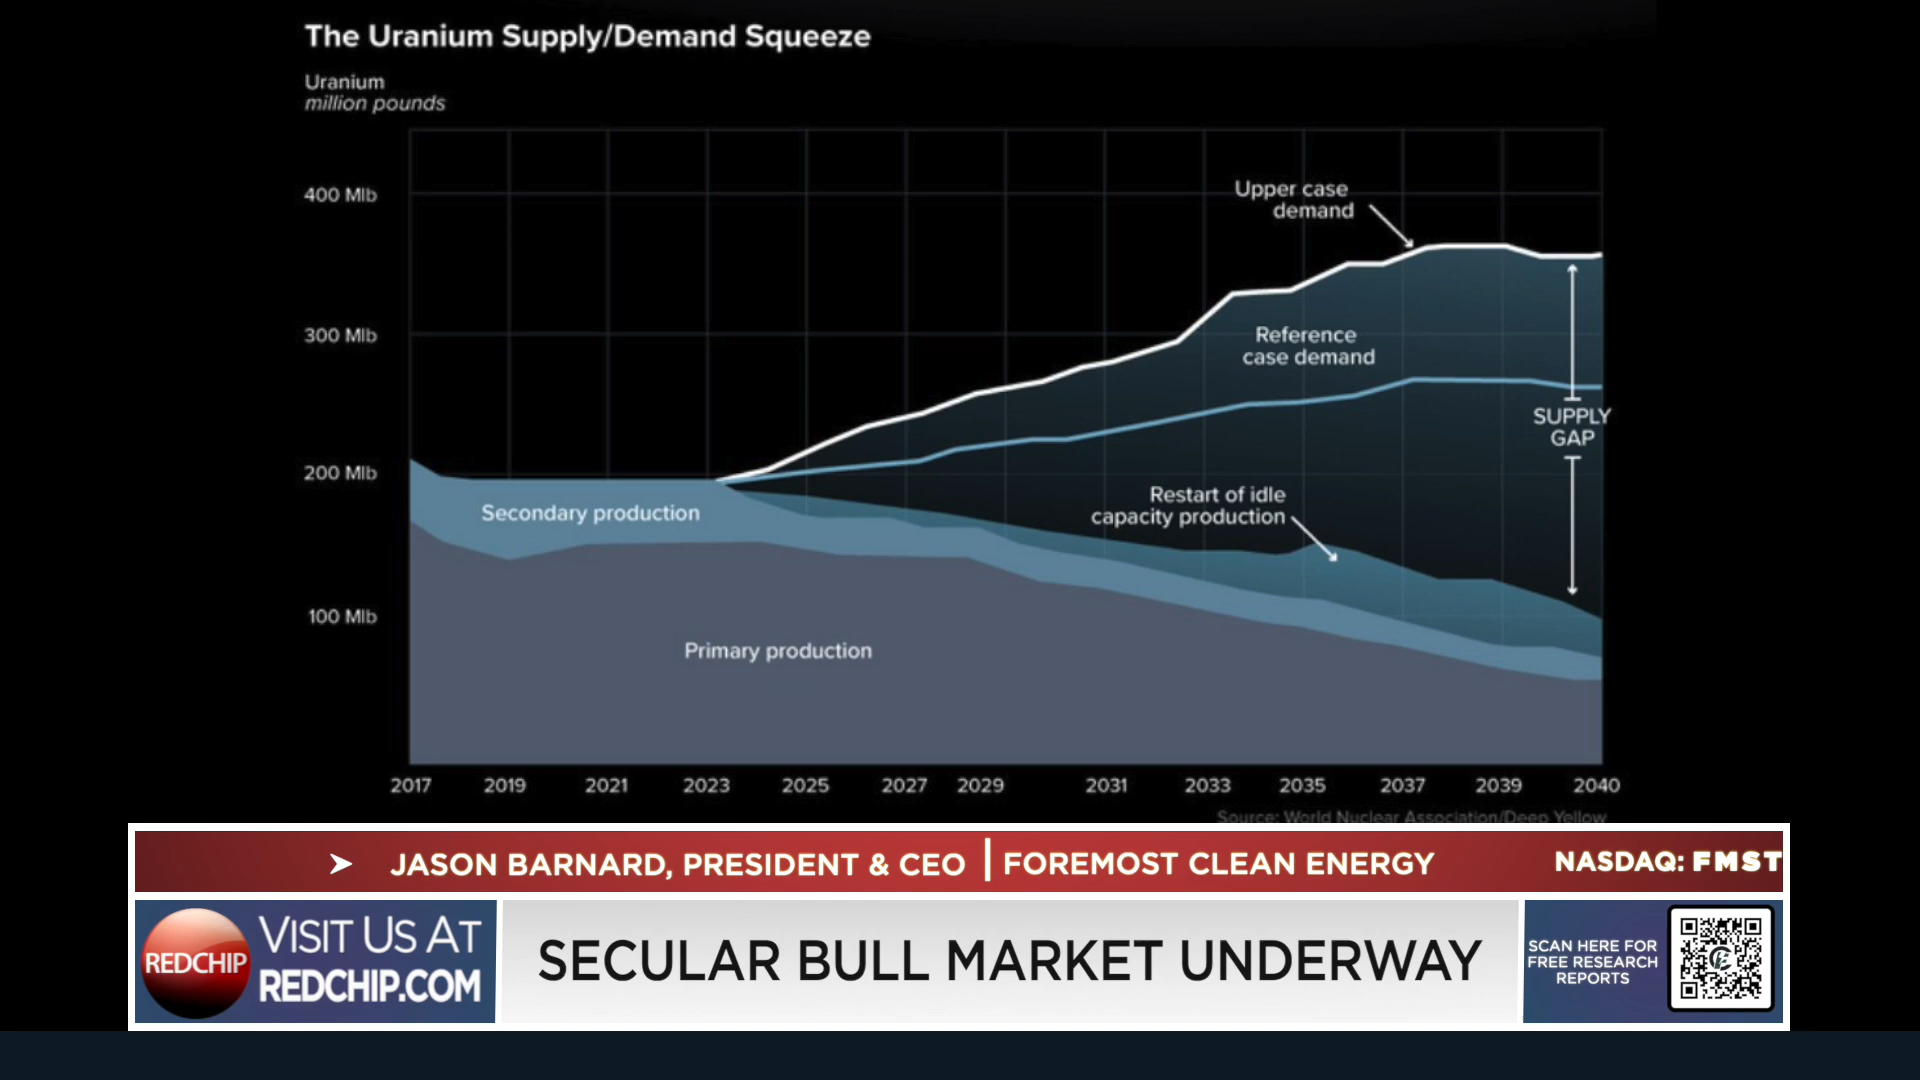 The Uranium Supply/Demand Squeeze
Uranium
million pounds
400 Mlb
300 Mlb
200 Mlb
100 Mlb
Upper case
demand
Reference
case demand
SUPPLY
GAP
Restart of idle
capacity production
Secondary production
Primary production
2017 2019 2021 2023 2025 2027 2029 2031 2033 2035 2037 2039 2040
Source: World Nuclear Association/Deep Yellow
JASON BARNARD, PRESIDENT & CEO | FOREMOST CLEAN ENERGY
NASDAQ: FMST
REDCHIP
VISIT US AT
REDCHIP.COM
SECULAR BULL MARKET UNDERWAY
SCAN HERE FOR
FREE RESEARCH
REPORTS